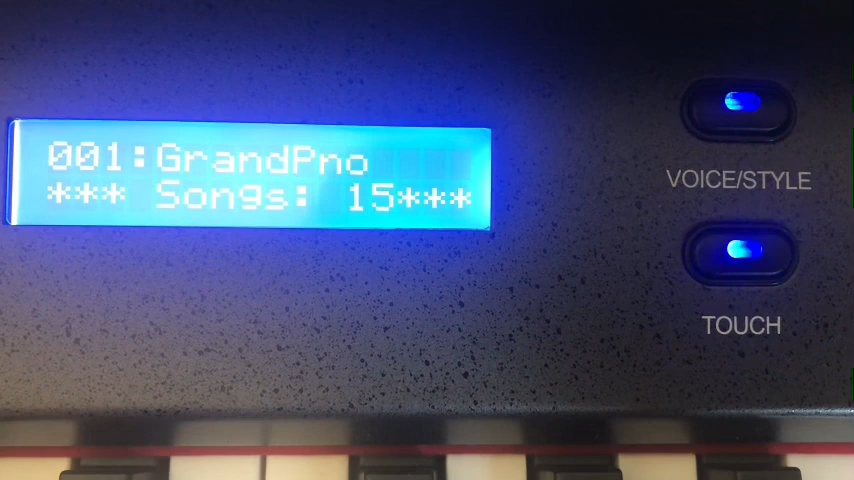 001:GrandPno
*** Songs: 15***
VOICE/STYLE
TOUCH